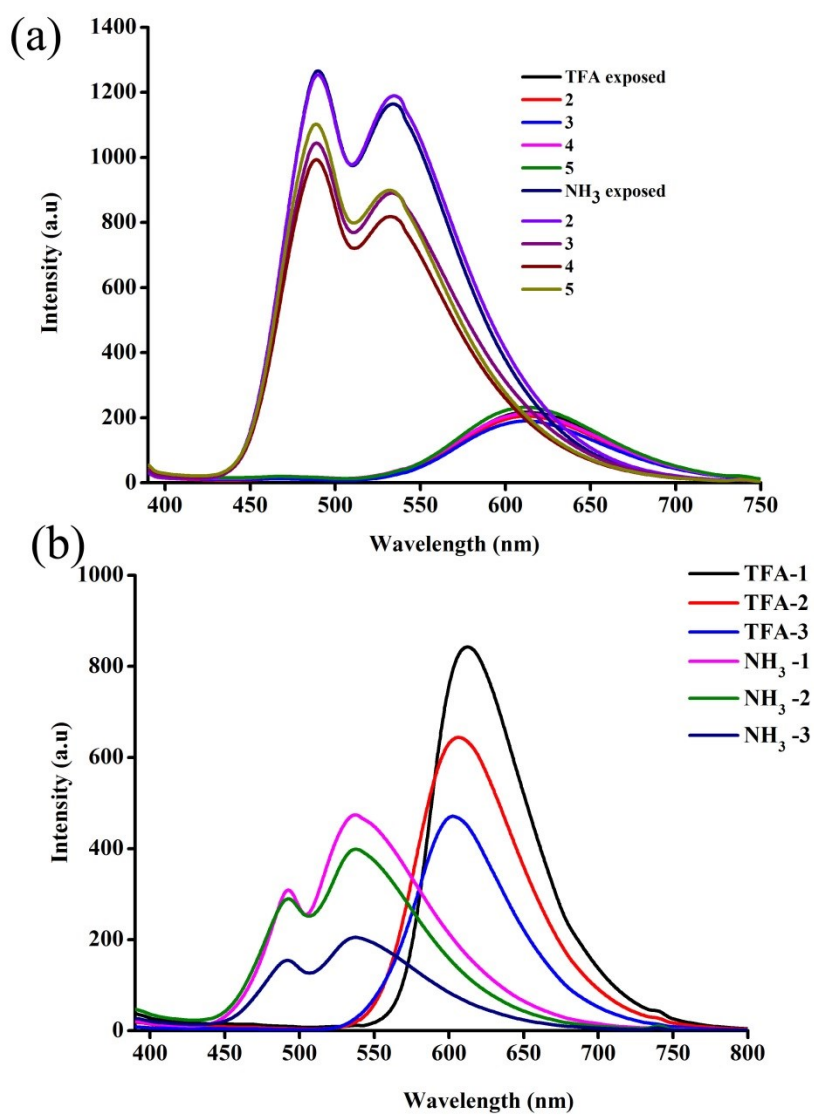 (a)
1400
1200
1000
800
600
400
200
0
Intensity (a.u)
TFA exposed
2
3
4
5
NH3 exposed
2
3
4
5
400 450 500 550 600 650 700 750
Wavelength (nm)
(b)
1000
800
600
400
200
0
Intensity (a.u)
TFA-1
TFA-2
TFA-3
NH3 -1
NH3 -2
NH3 -3
400 450 500 550 600 650 700 750 800
Wavelength (nm)